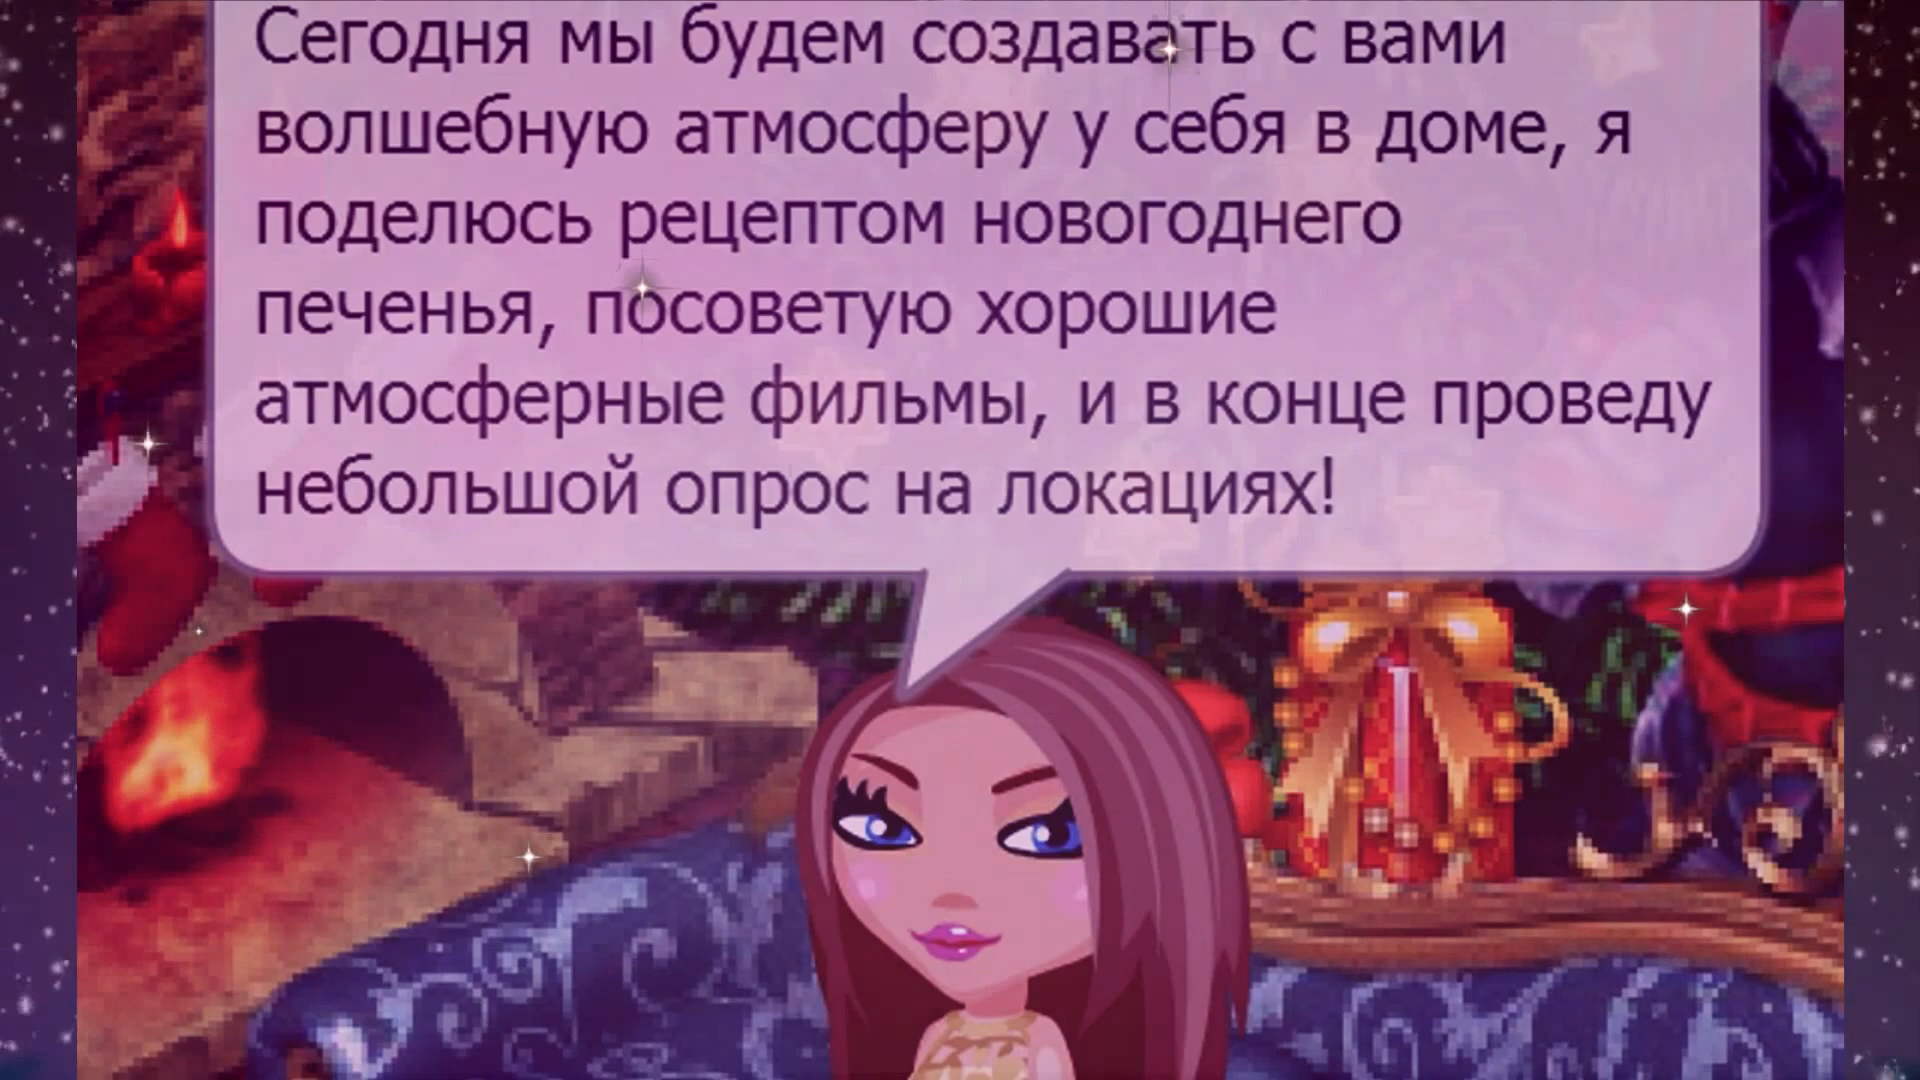 Сегодня мы будем создавать с вами
волшебную атмосферу у себя в доме, я
поделюсь рецептом новогоднего
печенья, посоветую хорошие
атмосферные фильмы, и в конце проведу
небольшой опрос на локациях!